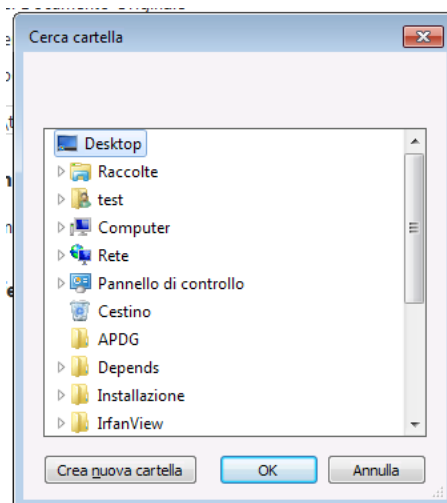 Cerca cartella
Desktop
Raccolte
test
Computer
Rete
Pannello di controllo
Cestino
APDG
Depends
Installazione
IrfanView
Crea nuova cartella
OK
Annulla